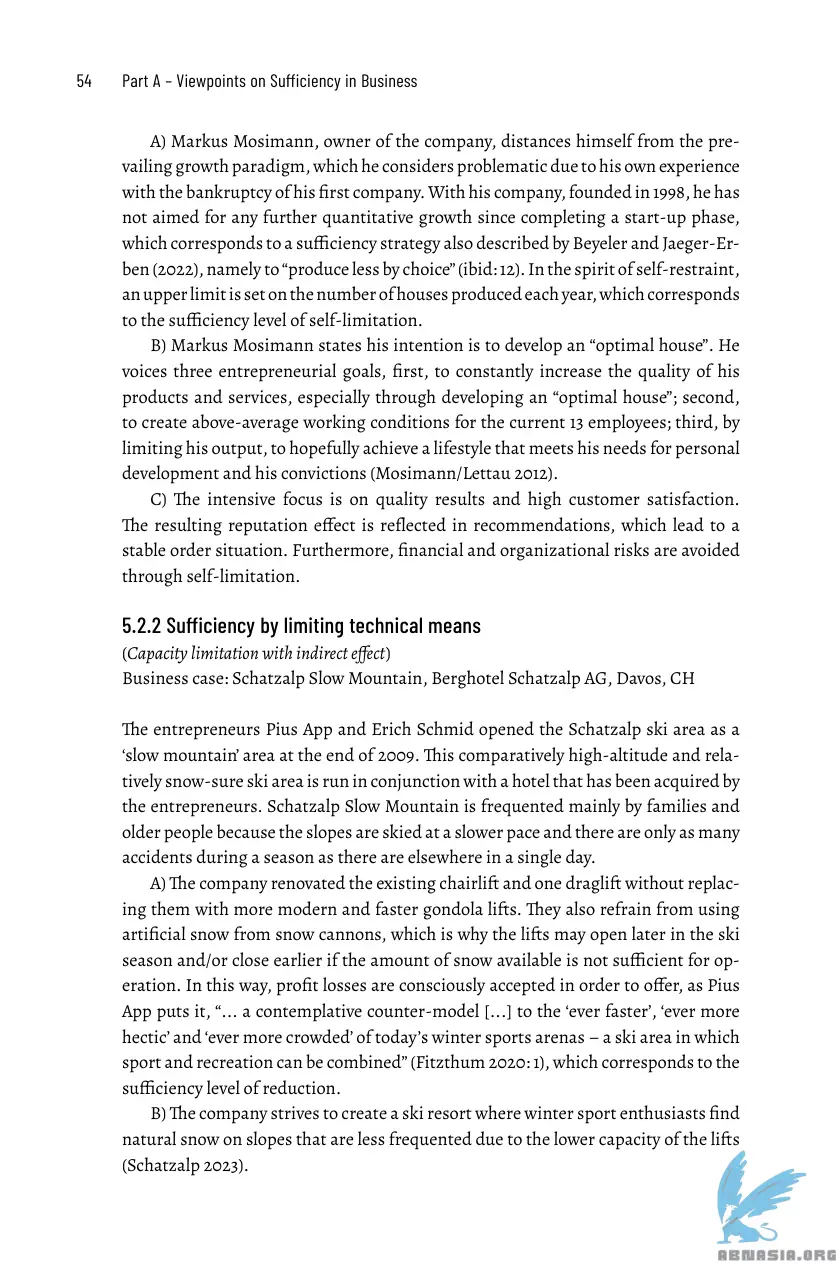 54 Part A – Viewpoints on Sufficiency in Business
A) Markus Mosimann, owner of the company, distances himself from the pre-
vailing growth paradigm, which he considers problematic due to his own experience
with the bankruptcy of his first company. With his company, founded in 1998, he has
not aimed for any further quantitative growth since completing a start-up phase,
which corresponds to a sufficiency strategy also described by Beyeler and Jaeger-Er-
ben (2022), namely to “produce less by choice” (ibid: 12). In the spirit of self-restraint,
an upper limit is set on the number of houses produced each year, which corresponds
to the sufficiency level of self-limitation.
B) Markus Mosimann states his intention is to develop an “optimal house”. He
voices three entrepreneurial goals, first, to constantly increase the quality of his
products and services, especially through developing an “optimal house”; second,
to create above-average working conditions for the current 13 employees; third, by
limiting his output, to hopefully achieve a lifestyle that meets his needs for personal
development and his convictions (Mosimann/Lettau 2012).
C) The intensive focus is on quality results and high customer satisfaction.
The resulting reputation effect is reflected in recommendations, which lead to a
stable order situation. Furthermore, financial and organizational risks are avoided
through self-limitation.
5.2.2 Sufficiency by limiting technical means
(Capacity limitation with indirect effect)
Business case: Schatzalp Slow Mountain, Berghotel Schatzalp AG, Davos, CH
The entrepreneurs Pius App and Erich Schmid opened the Schatzalp ski area as a
‘slow mountain’ area at the end of 2009. This comparatively high-altitude and rela-
tively snow-sure ski area is run in conjunction with a hotel that has been acquired by
the entrepreneurs. Schatzalp Slow Mountain is frequented mainly by families and
older people because the slopes are skied at a slower pace and there are only as many
accidents during a season as there are elsewhere in a single day.
A) The company renovated the existing chairlift and one draglift without replac-
ing them with more modern and faster gondola lifts. They also refrain from using
artificial snow from snow cannons, which is why the lifts may open later in the ski
season and/or close earlier if the amount of snow available is not sufficient for op-
eration. In this way, profit losses are consciously accepted in order to offer, as Pius
App puts it, “… a contemplative counter-model […] to the ‘ever faster’, ‘ever more
hectic’ and ‘ever more crowded’ of today’s winter sports arenas – a ski area in which
sport and recreation can be combined” (Fitzthum 2020: 1), which corresponds to the
sufficiency level of reduction.
B) The company strives to create a ski resort where winter sport enthusiasts find
natural snow on slopes that are less frequented due to the lower capacity of the lifts
(Schatzalp 2023).
ABNASIA.ORG